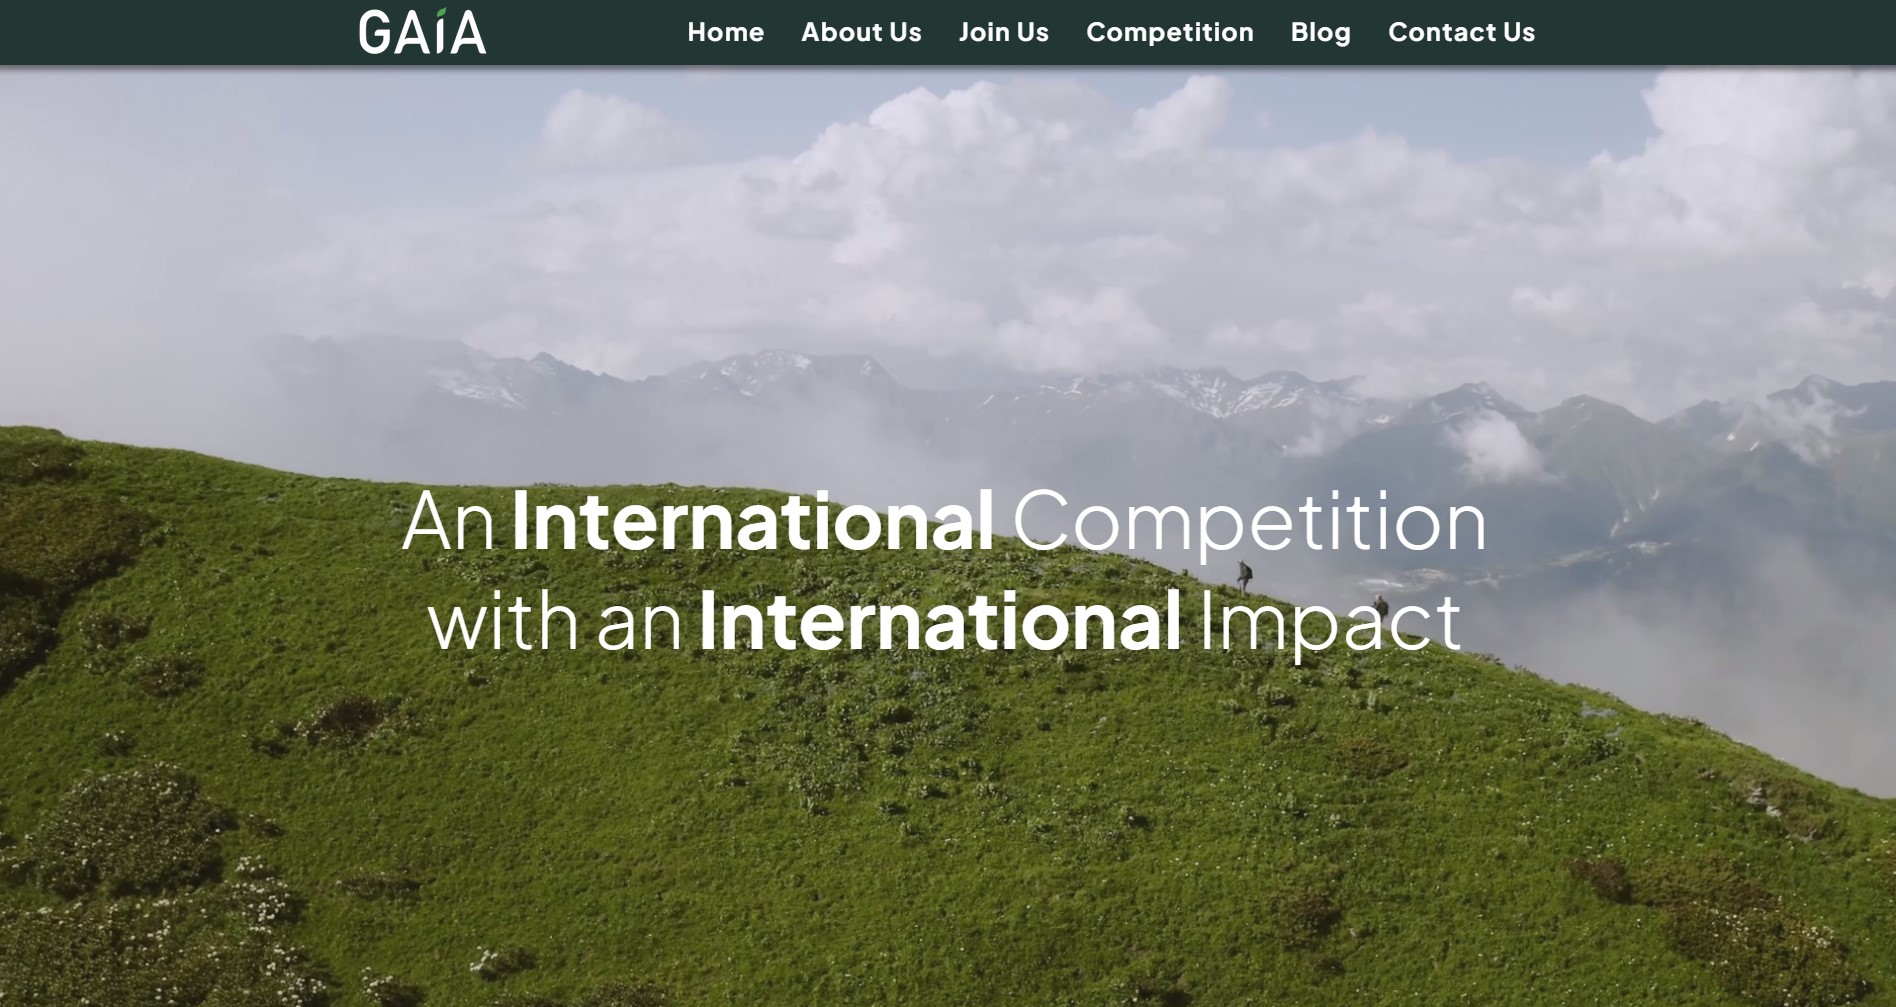 GAIA
Home About Us Join Us Competition Blog Contact Us
An International Competition
with an International Impact